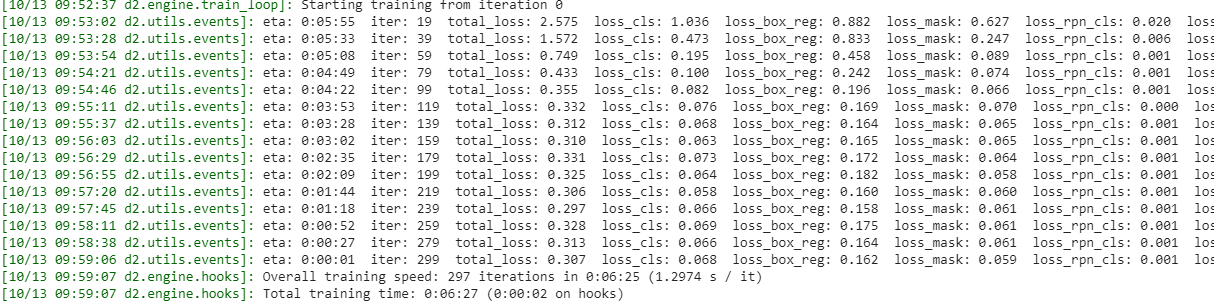 [10/13 09:52:37 d2.engine.train_loop]: Starting training from iteration 0
[10/13 09:53:02 d2.utils.events]: eta: 0:05:55 iter: 19 total_loss: 2.575 loss_cls: 1.036 loss_box_reg: 0.882 loss_mask: 0.627 loss_rpn_cls: 0.020 los
[10/13 09:53:28 d2.utils.events]: eta: 0:05:33 iter: 39 total_loss: 1.572 loss_cls: 0.473 loss_box_reg: 0.833 loss_mask: 0.247 loss_rpn_cls: 0.006 los
[10/13 09:53:54 d2.utils.events]: eta: 0:05:08 iter: 59 total_loss: 0.749 loss_cls: 0.195 loss_box_reg: 0.458 loss_mask: 0.089 loss_rpn_cls: 0.001 los
[10/13 09:54:21 d2.utils.events]: eta: 0:04:49 iter: 79 total_loss: 0.433 loss_cls: 0.100 loss_box_reg: 0.242 loss_mask: 0.074 loss_rpn_cls: 0.001 los
[10/13 09:54:46 d2.utils.events]: eta: 0:04:22 iter: 99 total_loss: 0.355 loss_cls: 0.082 loss_box_reg: 0.196 loss_mask: 0.066 loss_rpn_cls: 0.001 los
[10/13 09:55:11 d2.utils.events]: eta: 0:03:53 iter: 119 total_loss: 0.332 loss_cls: 0.076 loss_box_reg: 0.169 loss_mask: 0.070 loss_rpn_cls: 0.000 los
[10/13 09:55:37 d2.utils.events]: eta: 0:03:28 iter: 139 total_loss: 0.312 loss_cls: 0.068 loss_box_reg: 0.164 loss_mask: 0.065 loss_rpn_cls: 0.001 los
[10/13 09:56:03 d2.utils.events]: eta: 0:03:02 iter: 159 total_loss: 0.310 loss_cls: 0.063 loss_box_reg: 0.165 loss_mask: 0.065 loss_rpn_cls: 0.001 los
[10/13 09:56:29 d2.utils.events]: eta: 0:02:35 iter: 179 total_loss: 0.331 loss_cls: 0.073 loss_box_reg: 0.172 loss_mask: 0.064 loss_rpn_cls: 0.001 los
[10/13 09:56:55 d2.utils.events]: eta: 0:02:09 iter: 199 total_loss: 0.325 loss_cls: 0.064 loss_box_reg: 0.182 loss_mask: 0.058 loss_rpn_cls: 0.001 los
[10/13 09:57:20 d2.utils.events]: eta: 0:01:44 iter: 219 total_loss: 0.306 loss_cls: 0.058 loss_box_reg: 0.160 loss_mask: 0.060 loss_rpn_cls: 0.001 los
[10/13 09:57:45 d2.utils.events]: eta: 0:01:18 iter: 239 total_loss: 0.297 loss_cls: 0.066 loss_box_reg: 0.158 loss_mask: 0.061 loss_rpn_cls: 0.001 los
[10/13 09:58:11 d2.utils.events]: eta: 0:00:52 iter: 259 total_loss: 0.328 loss_cls: 0.069 loss_box_reg: 0.175 loss_mask: 0.061 loss_rpn_cls: 0.001 los
[10/13 09:58:38 d2.utils.events]: eta: 0:00:27 iter: 279 total_loss: 0.313 loss_cls: 0.066 loss_box_reg: 0.164 loss_mask: 0.061 loss_rpn_cls: 0.001 los
[10/13 09:59:06 d2.utils.events]: eta: 0:00:01 iter: 299 total_loss: 0.307 loss_cls: 0.068 loss_box_reg: 0.162 loss_mask: 0.059 loss_rpn_cls: 0.001 los
[10/13 09:59:07 d2.engine.hooks]: Overall training speed: 297 iterations in 0:06:25 (1.2974 s / it)
[10/13 09:59:07 d2.engine.hooks]: Total training time: 0:06:27 (0:00:02 on hooks)